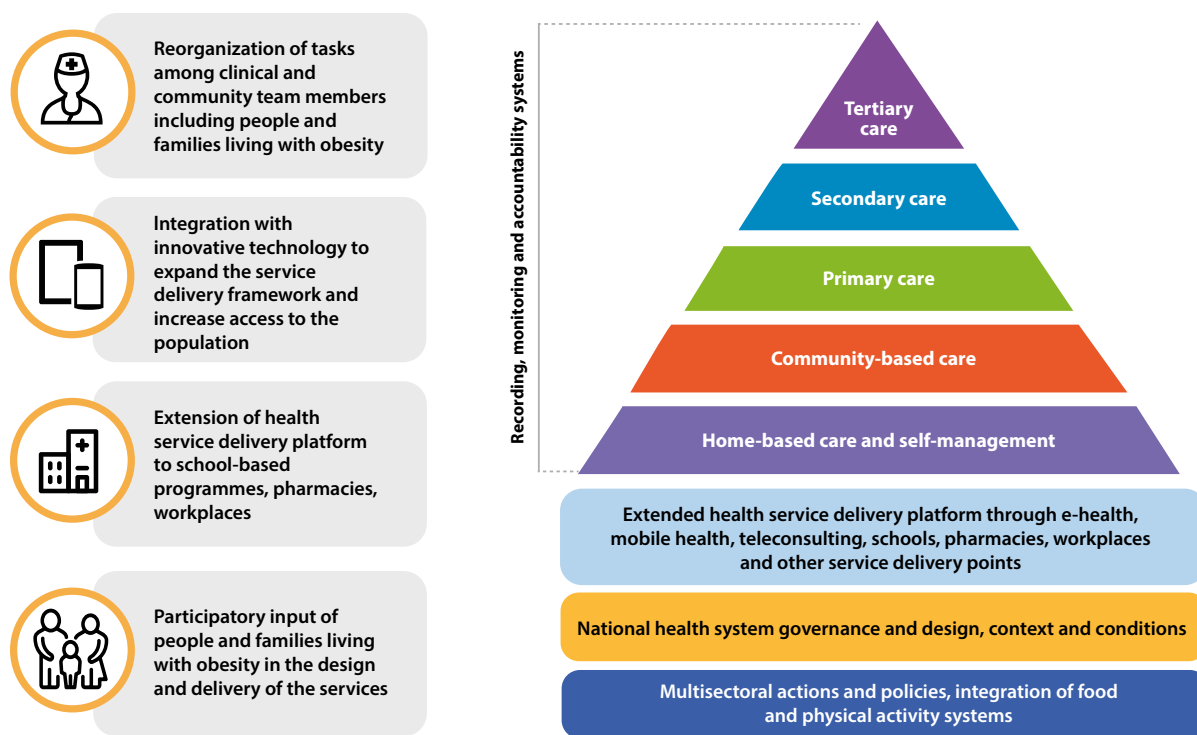 Reorganization of tasks
among clinical and
community team members
including people and
families living with obesity
Integration with
innovative technology to
expand the service
delivery framework and
increase access to the
population
Extension of health
service delivery platform
to school-based
programmes, pharmacies,
workplaces
Participatory input of
people and families living
with obesity in the design
and delivery of the services
Recording, monitoring and accountability systems
Tertiary
care
Secondary care
Primary care
Community-based care
Home-based care and self-management
Extended health service delivery platform through e-health,
mobile health, teleconsulting, schools, pharmacies, workplaces
and other service delivery points
National health system governance and design, context and conditions
Multisectoral actions and policies, integration of food
and physical activity systems